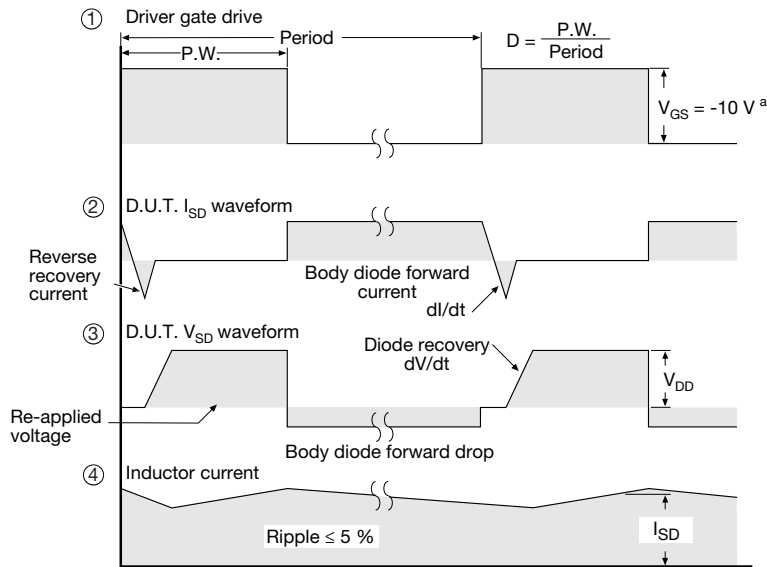 ① Driver gate drive
Period
P.W.
D = P.W. / Period
V_GS = -10 V ᵃ
② D.U.T. I_SD waveform
Reverse
recovery
current
Body diode forward
current
dI/dt
③ D.U.T. V_SD waveform
Diode recovery
dV/dt
V_DD
Re-applied
voltage
Body diode forward drop
④ Inductor current
Ripple ≤ 5 %
I_SD